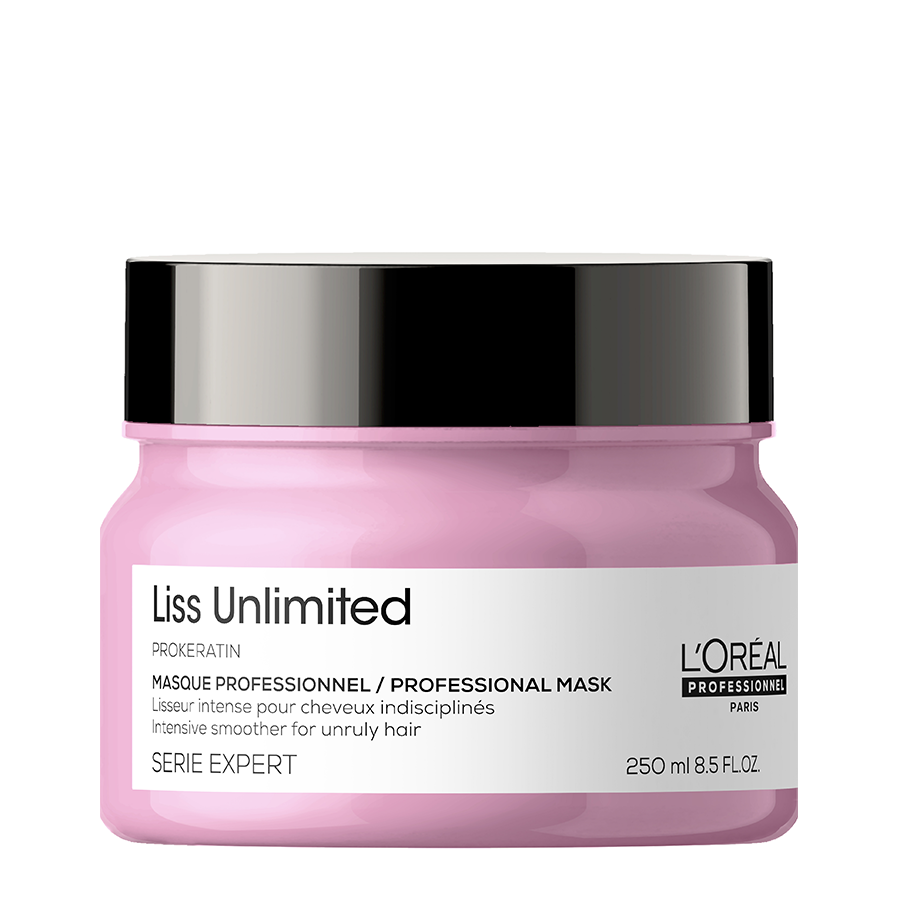 Liss Unlimited
PROKERATIN
MASQUE PROFESSIONNEL / PROFESSIONAL MASK
Lisseur intense pour cheveux indisciplinés
Intensive smoother for unruly hair
SERIE EXPERT
L'ORÉAL
PROFESSIONNEL
PARIS
250 ml 8.5 FL.OZ.